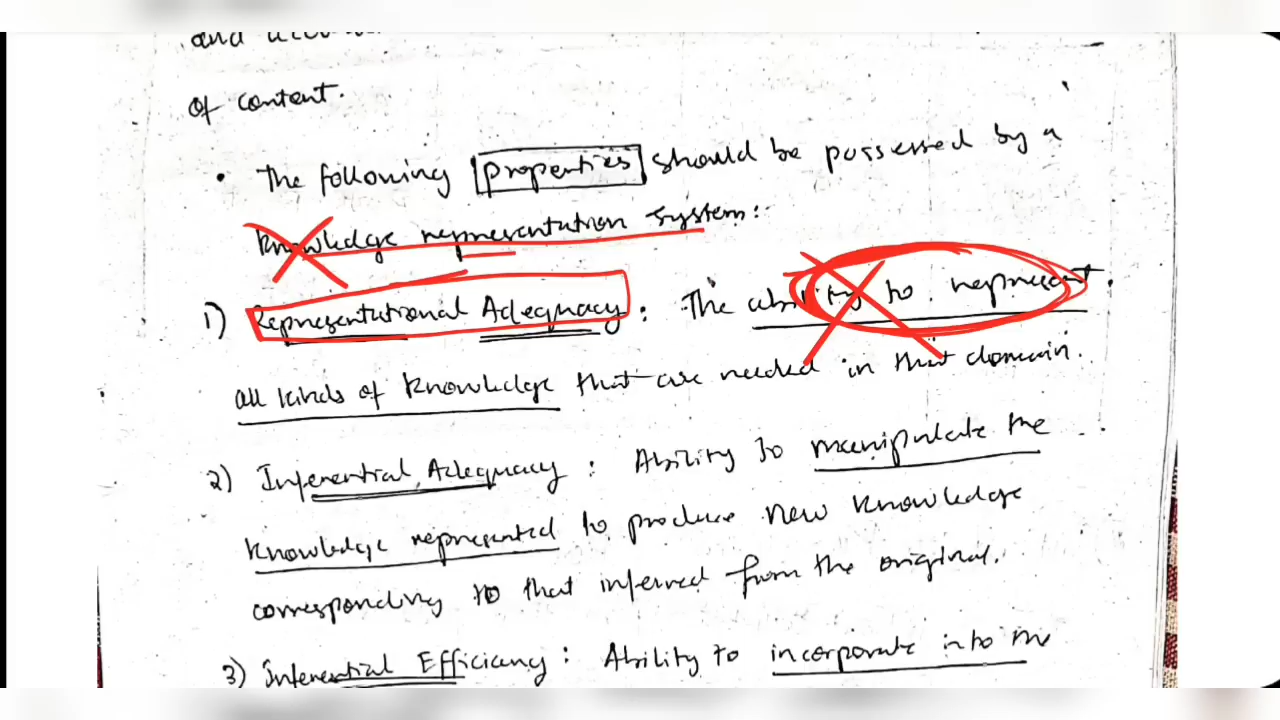 and
of content.
• The following properties should be possessed by a
knowledge representation system:
1) Representational Adequacy : The ability to represent
all kinds of knowledge that are needed in that domain.
2) Inferential Adequacy : Ability to manipulate the
knowledge represented to produce new knowledge
corresponding to that inferred from the original.
3) Inferential Efficiency : Ability to incorporate into the